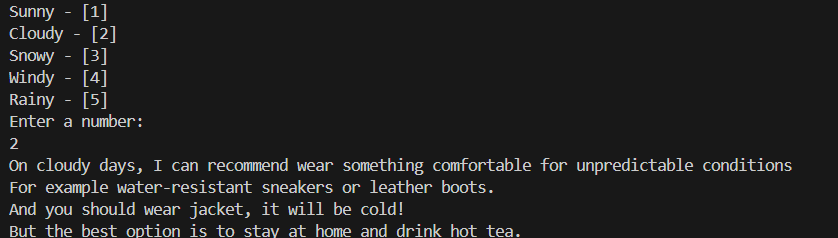 Sunny - [1]
Cloudy - [2]
Snowy - [3]
Windy - [4]
Rainy - [5]
Enter a number:
2
On cloudy days, I can recommend wear something comfortable for unpredictable conditions
For example water-resistant sneakers or leather boots.
And you should wear jacket, it will be cold!
But the best option is to stay at home and drink hot tea.